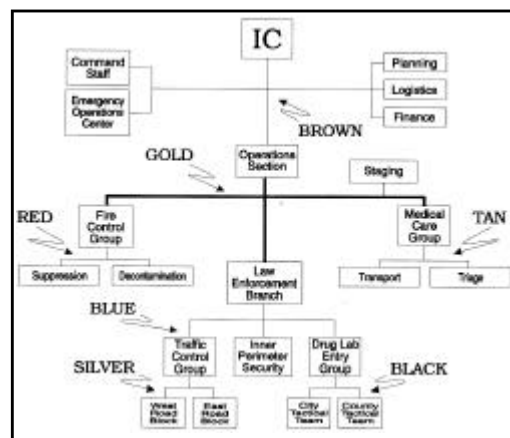 IC
Command
Staff
Emergency
Operations
Center
Planning
Logistics
Finance
BROWN
Operations
Section
GOLD
Staging
RED
Fire
Control
Group
Medical
Care
Group
TAN
Suppression
Decontamination
Law
Enforcement
Branch
Transport
Triage
BLUE
Traffic
Control
Group
Inner
Perimeter
Security
Drug Lab
Entry
Group
SILVER
BLACK
West
Road
Block
East
Road
Block
City
Tactical
Team
County
Tactical
Team